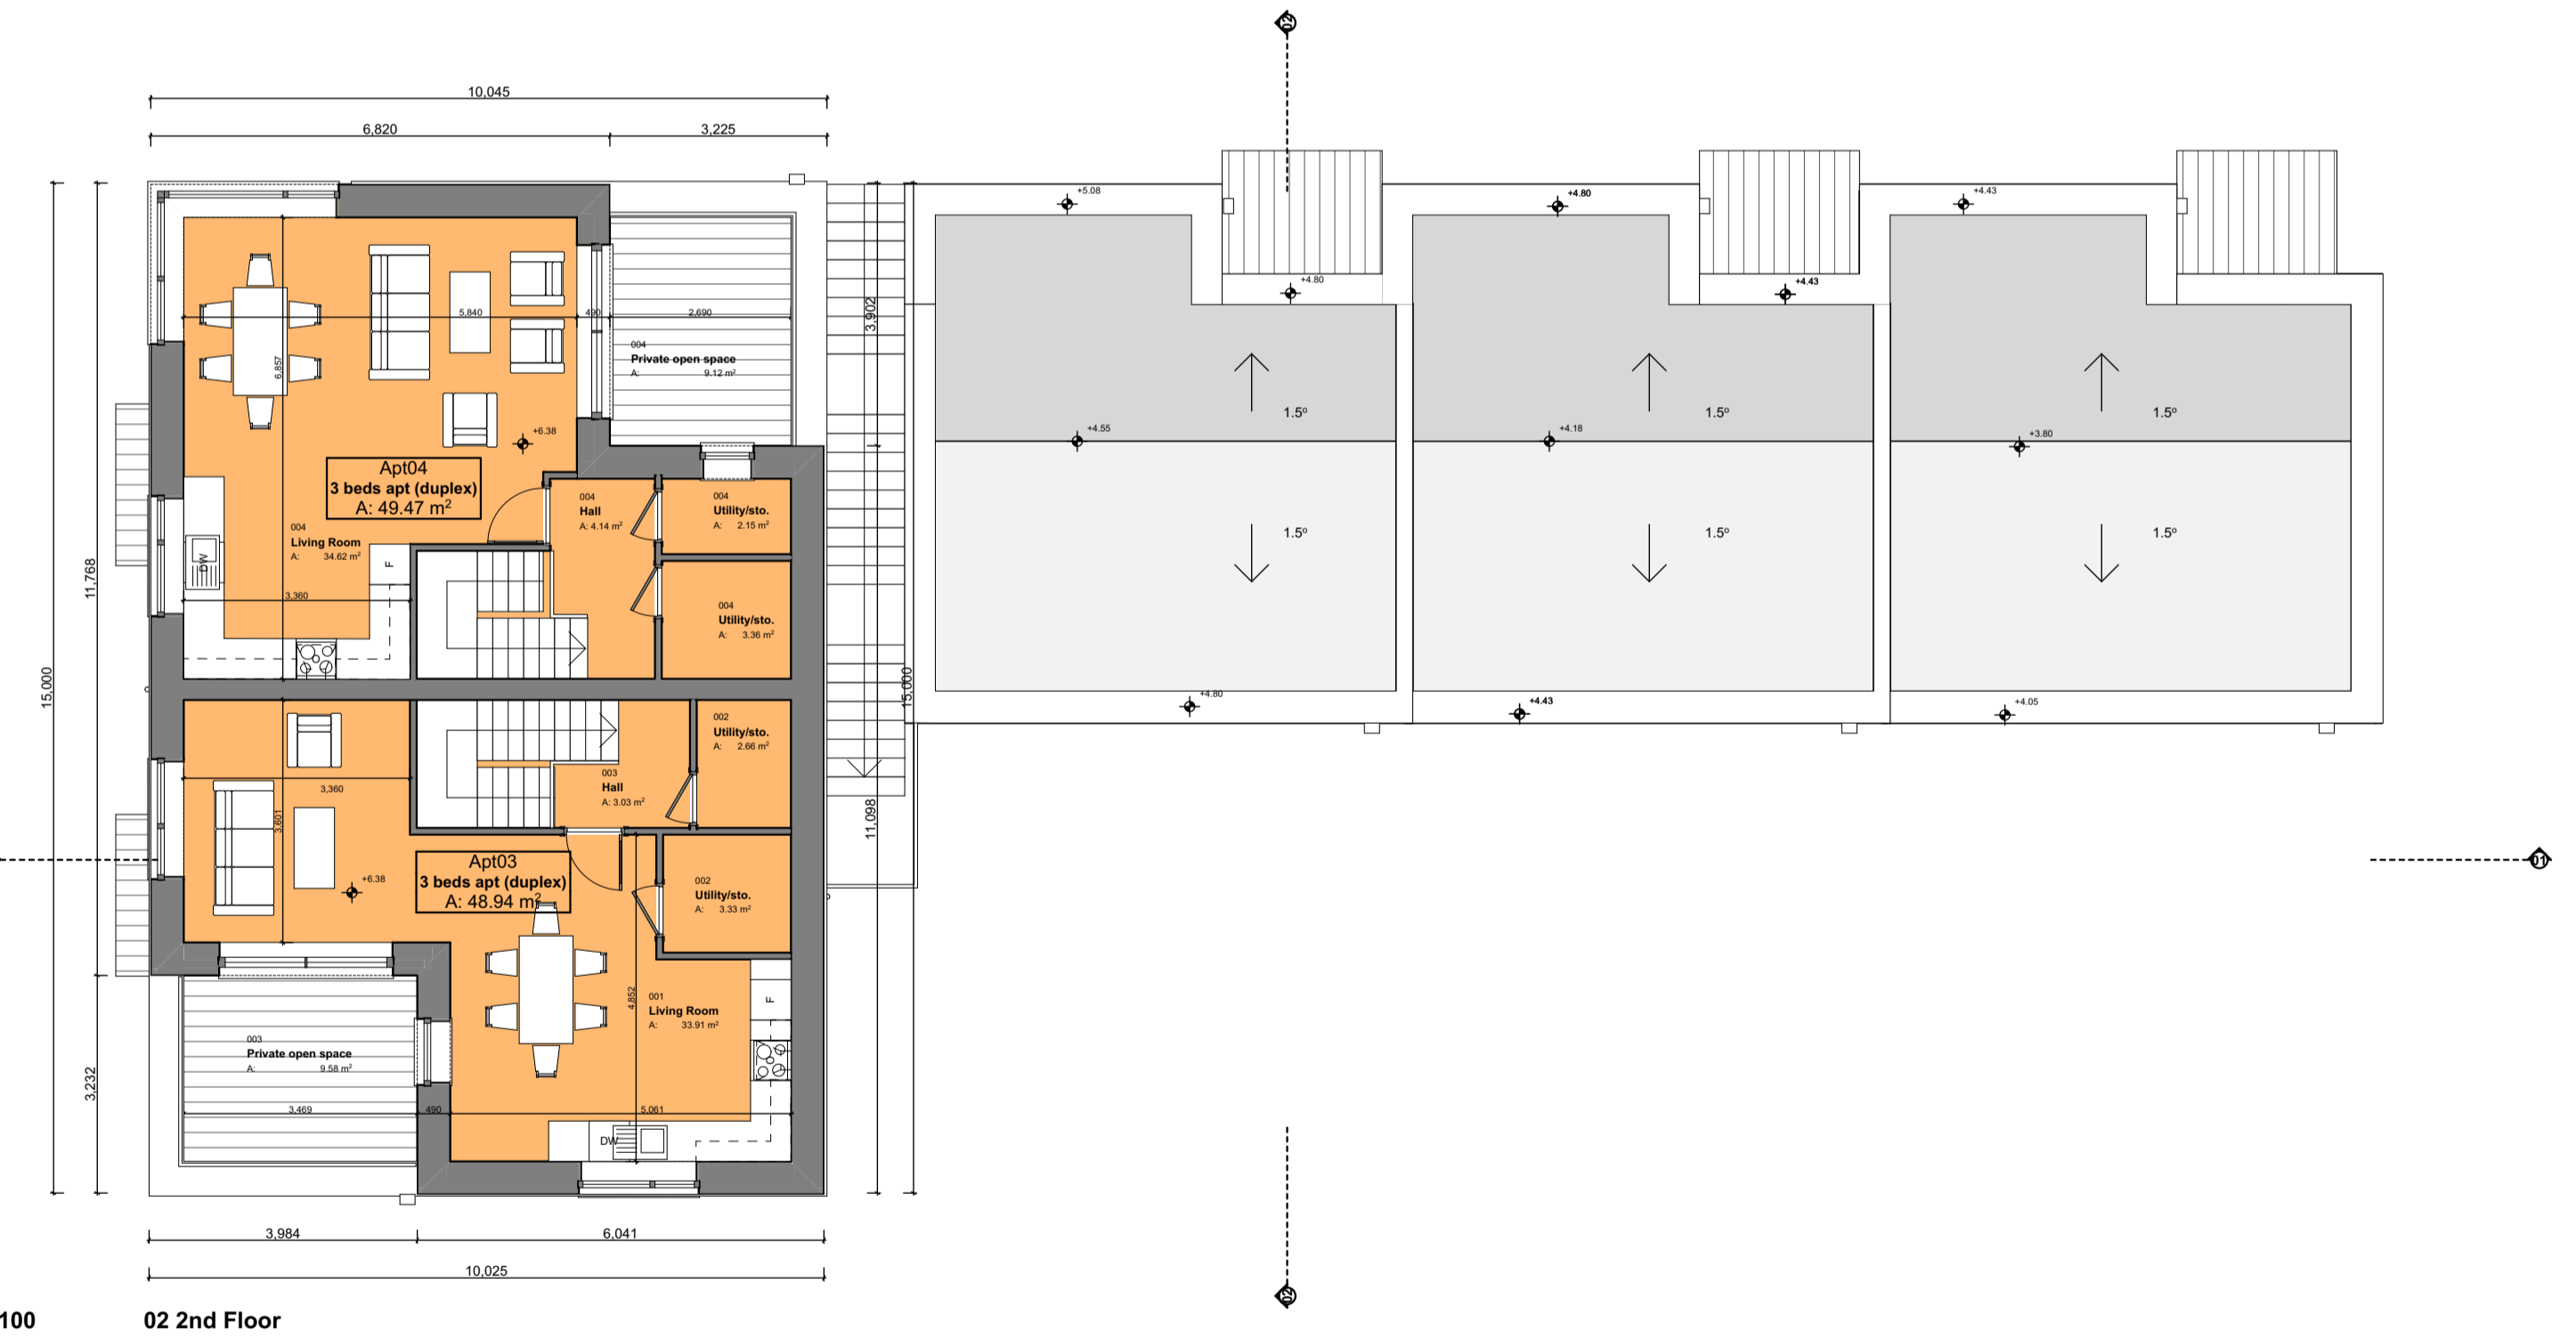 02
10,045
6,820
3,225
+5.08
+4.80
+4.43
+4.80
+4.43
3,902
5,840
490
2,690
004
Private open space
A: 9.12 m²
6,857
+6.38
1.5º
1.5º
1.5º
+4.55
+4.18
+3.80
Apt04
3 beds apt (duplex)
A: 49.47 m²
004
Hall
A: 4.14 m²
004
Utility/sto.
A: 2.15 m²
004
Living Room
A: 34.62 m²
DW
F
1.5º
1.5º
1.5º
11,768
3,360
004
Utility/sto.
A: 3.36 m²
15,000
15,000
+4.80
+4.43
+4.05
002
Utility/sto.
A: 2.66 m²
003
Hall
A: 3.03 m²
3,360
3,601
11,098
Apt03
3 beds apt (duplex)
A: 48.94 m²
+6.38
01
002
Utility/sto.
A: 3.33 m²
4,852
001
Living Room
A: 33.91 m²
F
003
Private open space
A: 9.58 m²
3,232
3,469
490
5,061
DW
3,984
6,041
10,025
02
100
02 2nd Floor